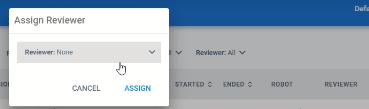 Defa
Assign Reviewer
Reviewer: None
Reviewer: All
STARTED
ENDED
ROBOT
REVIEWER
CANCEL
ASSIGN